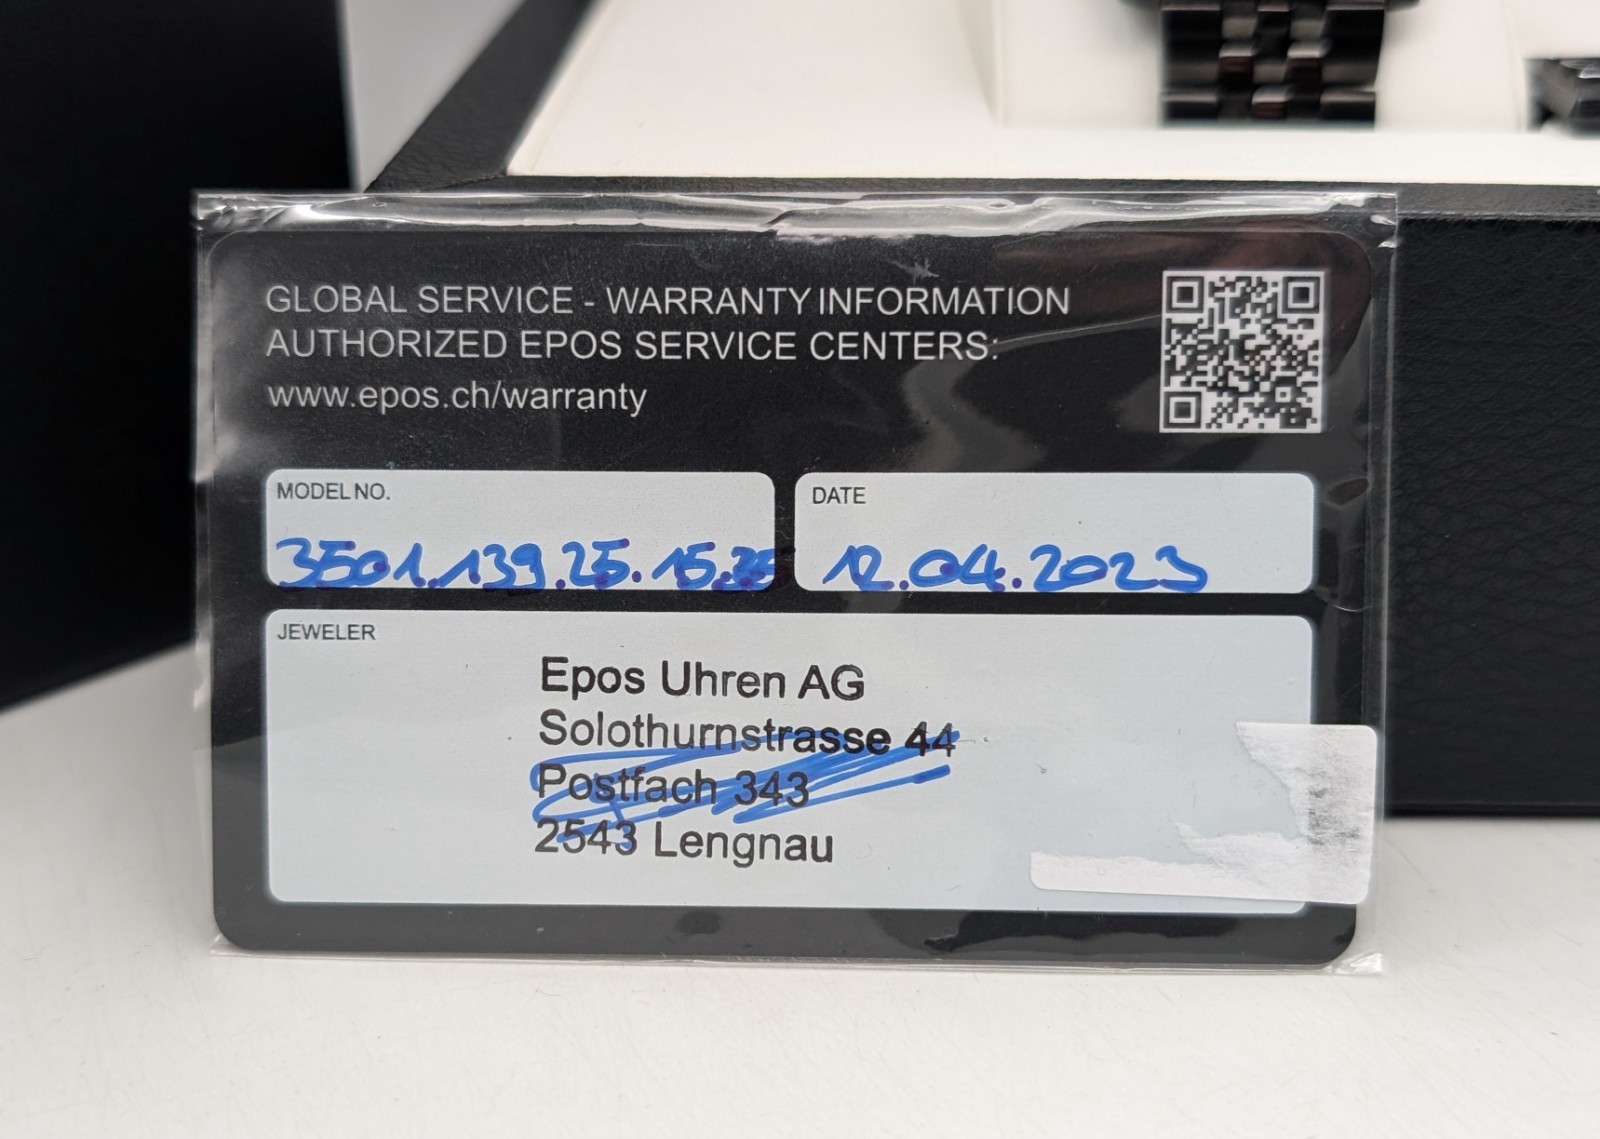 GLOBAL SERVICE - WARRANTY INFORMATION
AUTHORIZED EPOS SERVICE CENTERS:
www.epos.ch/warranty
MODEL NO.
3501.139.25.15.25
DATE
12.04.2023
JEWELER
Epos Uhren AG
Solothurnstrasse 44
Postfach 343
2543 Lengnau